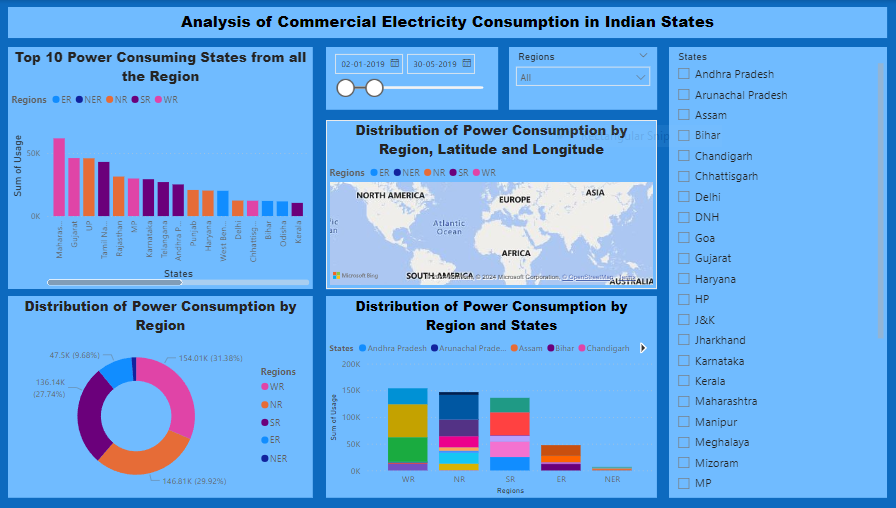 Analysis of Commercial Electricity Consumption in Indian States
Top 10 Power Consuming States from all
the Region
Regions ER NER NR SR WR
Sum of Usage
50K
0K
Maharas...
Gujarat
UP
Tamil Na...
Rajasthan
MP
Karnataka
Telangana
Andhra P...
Punjab
Haryana
West Ben...
Delhi
Chhattisg...
Bihar
Odisha
Kerala
States
02-01-2019 30-05-2019
Regions
All
Distribution of Power Consumption by
Region, Latitude and Longitude
Regions ER NER NR SR WR
NORTH AMERICA
EUROPE
ASIA
Atlantic
Ocean
AFRICA
SOUTH AMERICA
AUSTRALIA
Microsoft Bing
© 2024 Microsoft Corporation, © OpenStreetMap
Distribution of Power Consumption by
Region
47.5K (9.68%)
154.01K (31.38%)
136.14K
(27.74%)
146.81K (29.92%)
Regions
WR
NR
SR
ER
NER
Distribution of Power Consumption by
Region and States
States Andhra Pradesh Arunachal Prade... Assam Bihar Chandigarh
Sum of Usage
200K
150K
100K
50K
0K
WR NR SR ER NER
Regions
States
Andhra Pradesh
Arunachal Pradesh
Assam
Bihar
Chandigarh
Chhattisgarh
Delhi
DNH
Goa
Gujarat
Haryana
HP
J&K
Jharkhand
Karnataka
Kerala
Maharashtra
Manipur
Meghalaya
Mizoram
MP